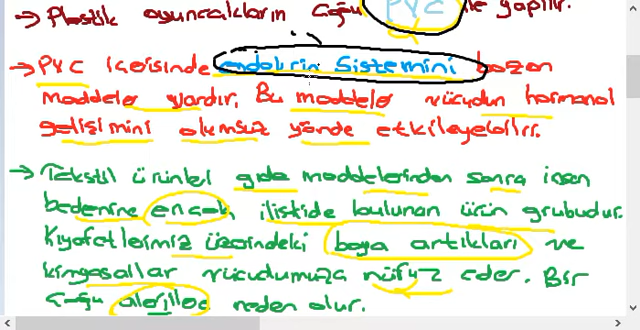 → Plastik oyuncakların çoğu PVC ile yapılır.
→ PVC içerisinde endokrin sistemini bozan
maddeler vardır. Bu maddeler vücudun hormonal
gelişimini olumsuz yönde etkileyebilir.
→ Tekstil ürünleri gıda maddelerinden sonra insan
bedenine en çok ilişkide bulunan ürün grubudur.
Kıyafetlerimiz üzerindeki boya artıkları ve
kimyasallar vücudumuza nüfuz eder. Bir
çoğu alerjilere neden olur.